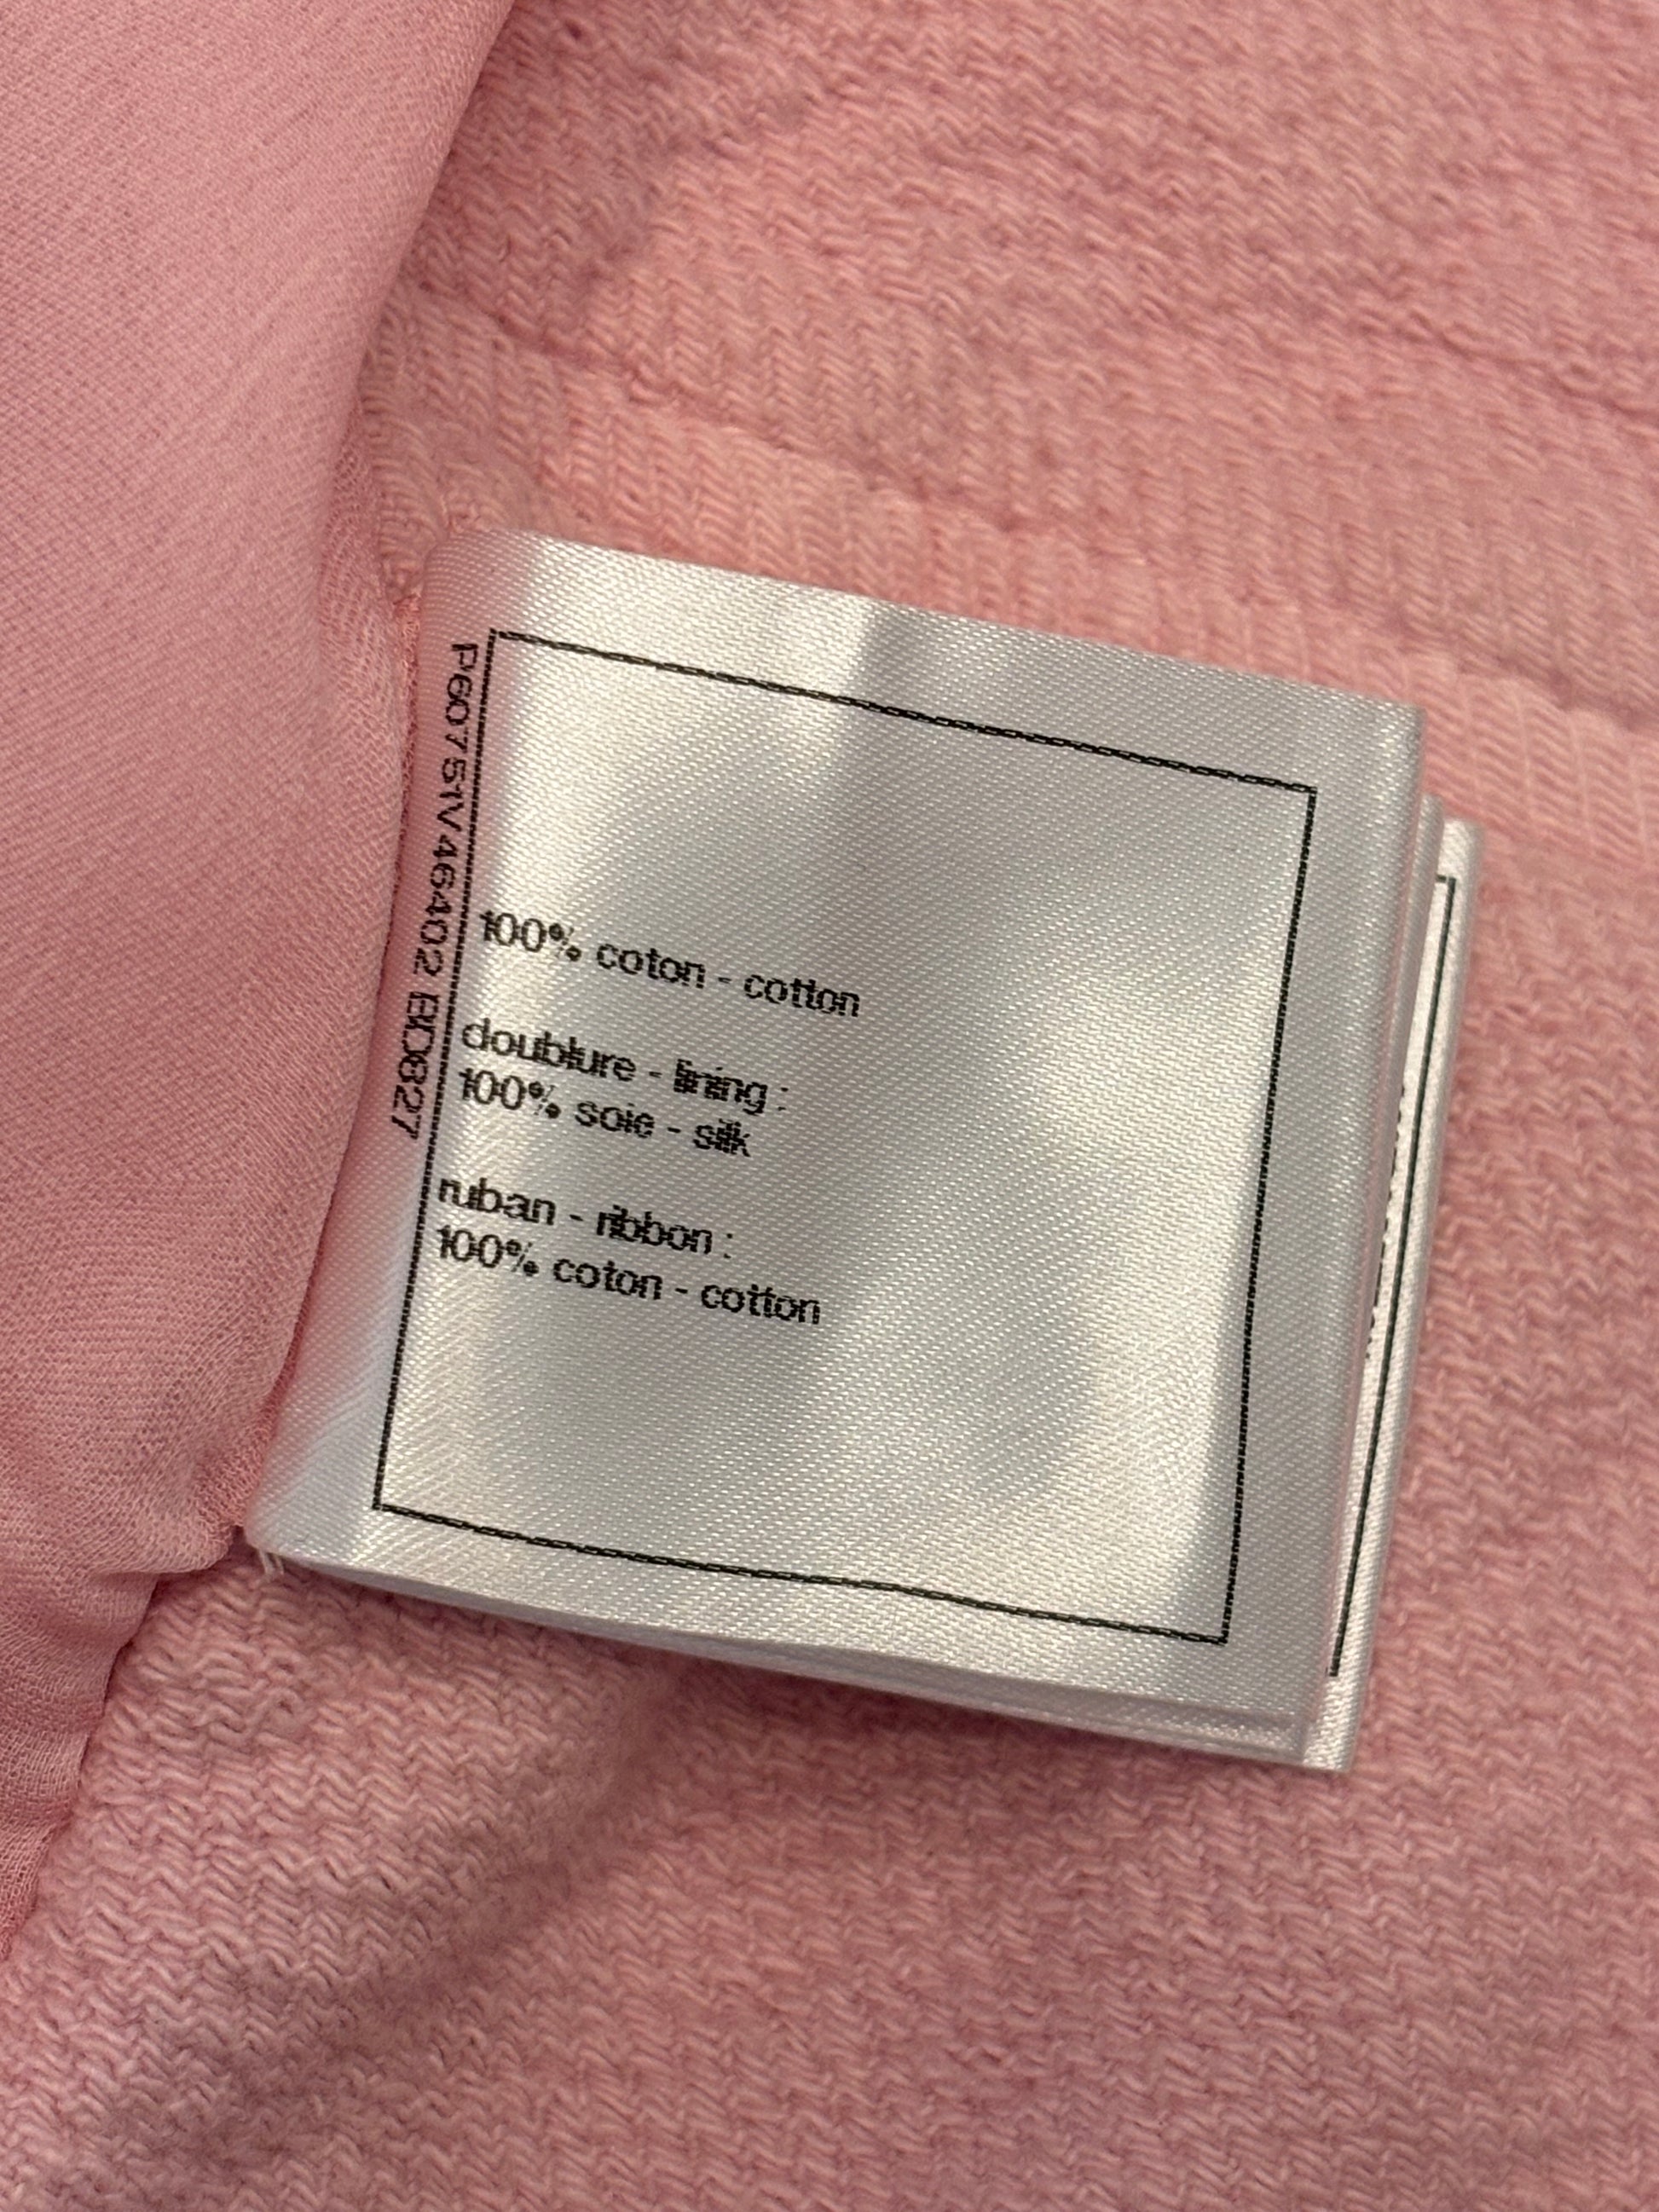 P60751V46402 BD827
100% coton - cotton
doublure - lining :
100% soie - silk
ruban - ribbon :
100% coton - cotton